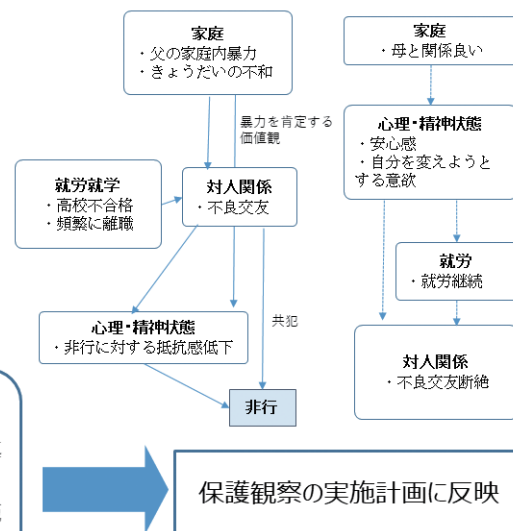 家庭
・父の家庭内暴力
・きょうだいの不和
暴力を肯定する
価値観
就労就学
・高校不合格
・頻繁に離職
対人関係
・不良交友
心理・精神状態
・非行に対する抵抗感低下
共犯
非行
家庭
・母と関係良い
心理・精神状態
・安心感
・自分を変えようと
する意欲
就労
・就労継続
対人関係
・不良交友断絶
保護観察の実施計画に反映